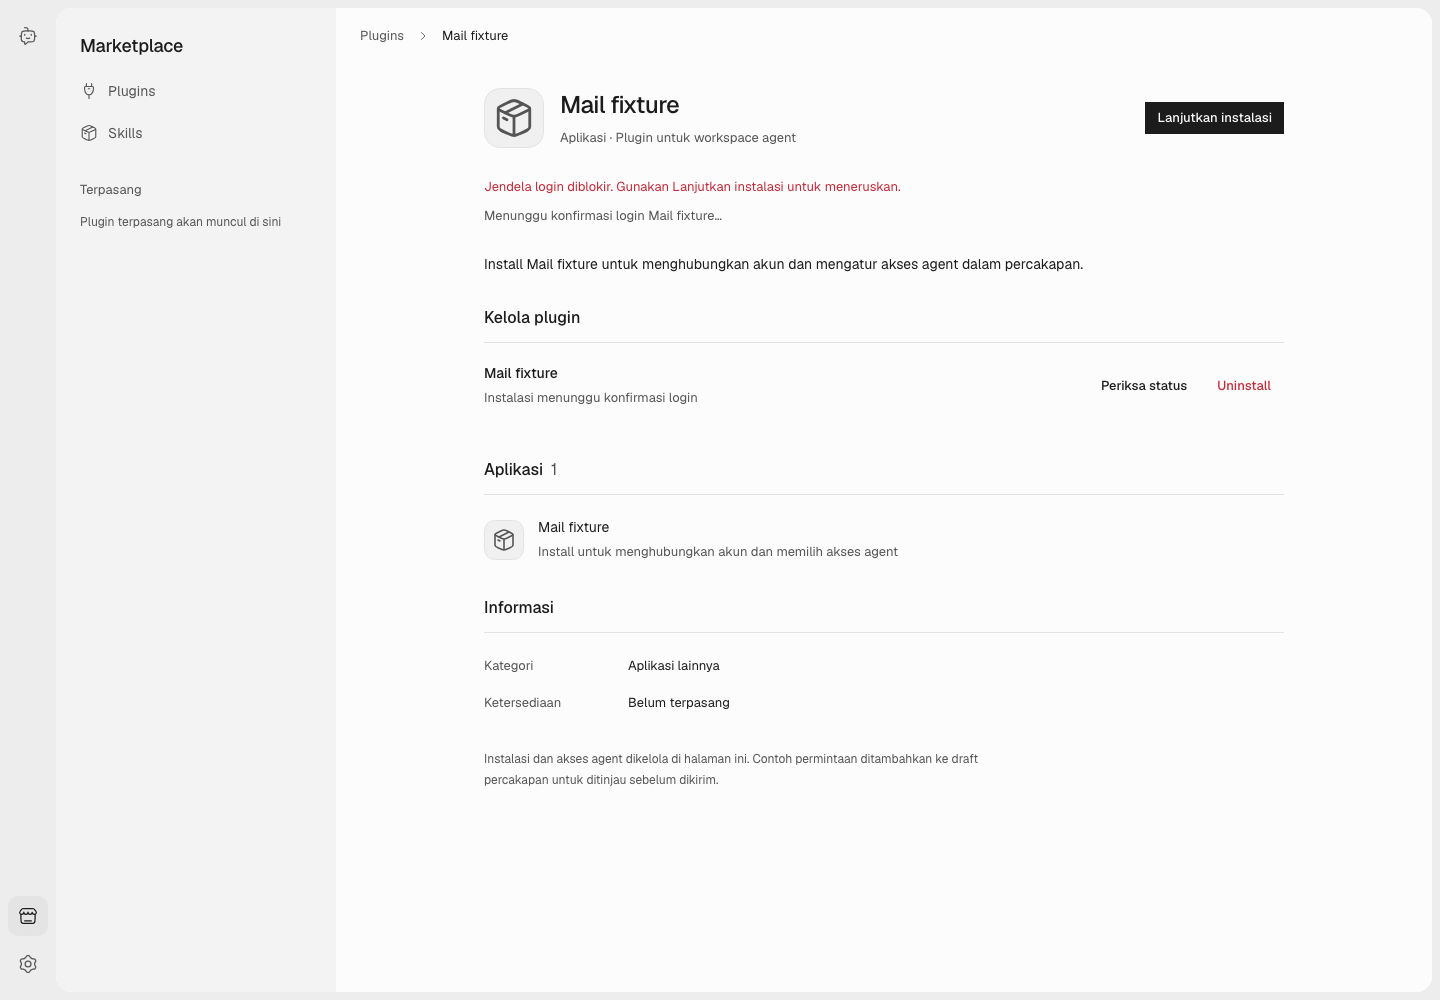 Marketplace
Plugins
Skills
Terpasang
Plugin terpasang akan muncul di sini
Plugins
Mail fixture
Mail fixture
Aplikasi · Plugin untuk workspace agent
Lanjutkan instalasi
Jendela login diblokir. Gunakan Lanjutkan instalasi untuk meneruskan.
Menunggu konfirmasi login Mail fixture…
Install Mail fixture untuk menghubungkan akun dan mengatur akses agent dalam percakapan.
Kelola plugin
Mail fixture
Instalasi menunggu konfirmasi login
Periksa status
Uninstall
Aplikasi 1
Mail fixture
Install untuk menghubungkan akun dan memilih akses agent
Informasi
Kategori Aplikasi lainnya
Ketersediaan Belum terpasang
Instalasi dan akses agent dikelola di halaman ini. Contoh permintaan ditambahkan ke draft
percakapan untuk ditinjau sebelum dikirim.